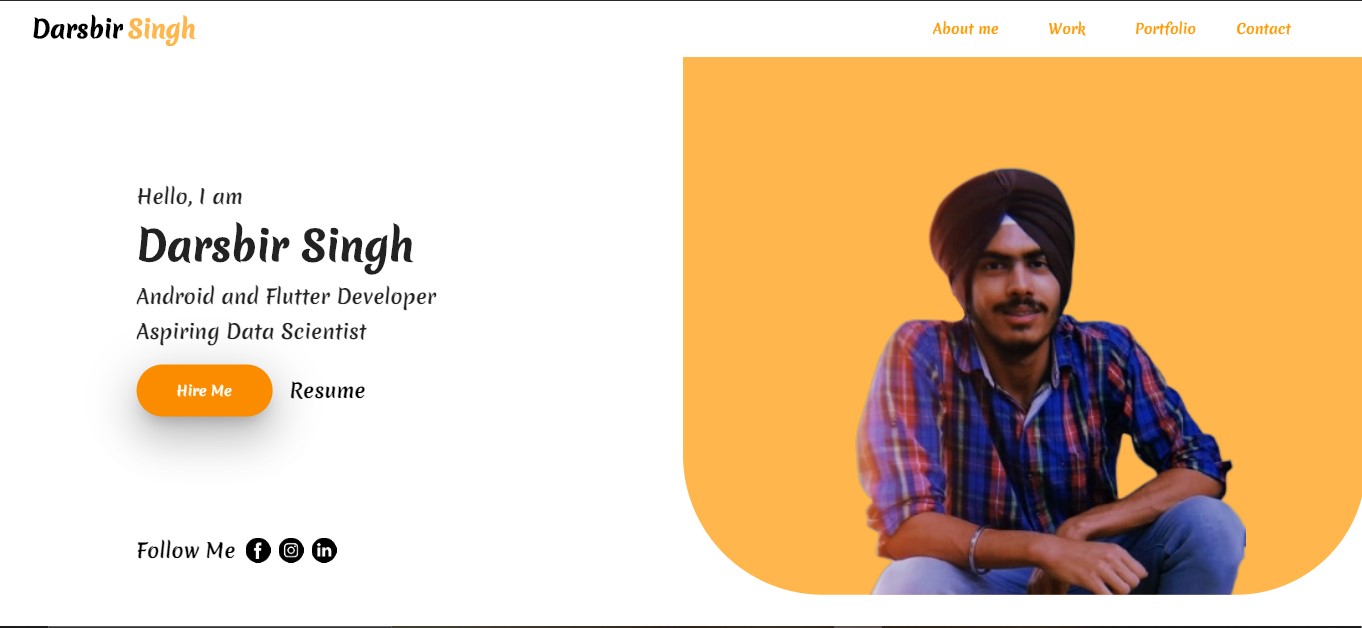 Darsbir Singh
About me Work Portfolio Contact
Hello, I am
Darsbir Singh
Android and Flutter Developer
Aspiring Data Scientist
Hire Me Resume
Follow Me